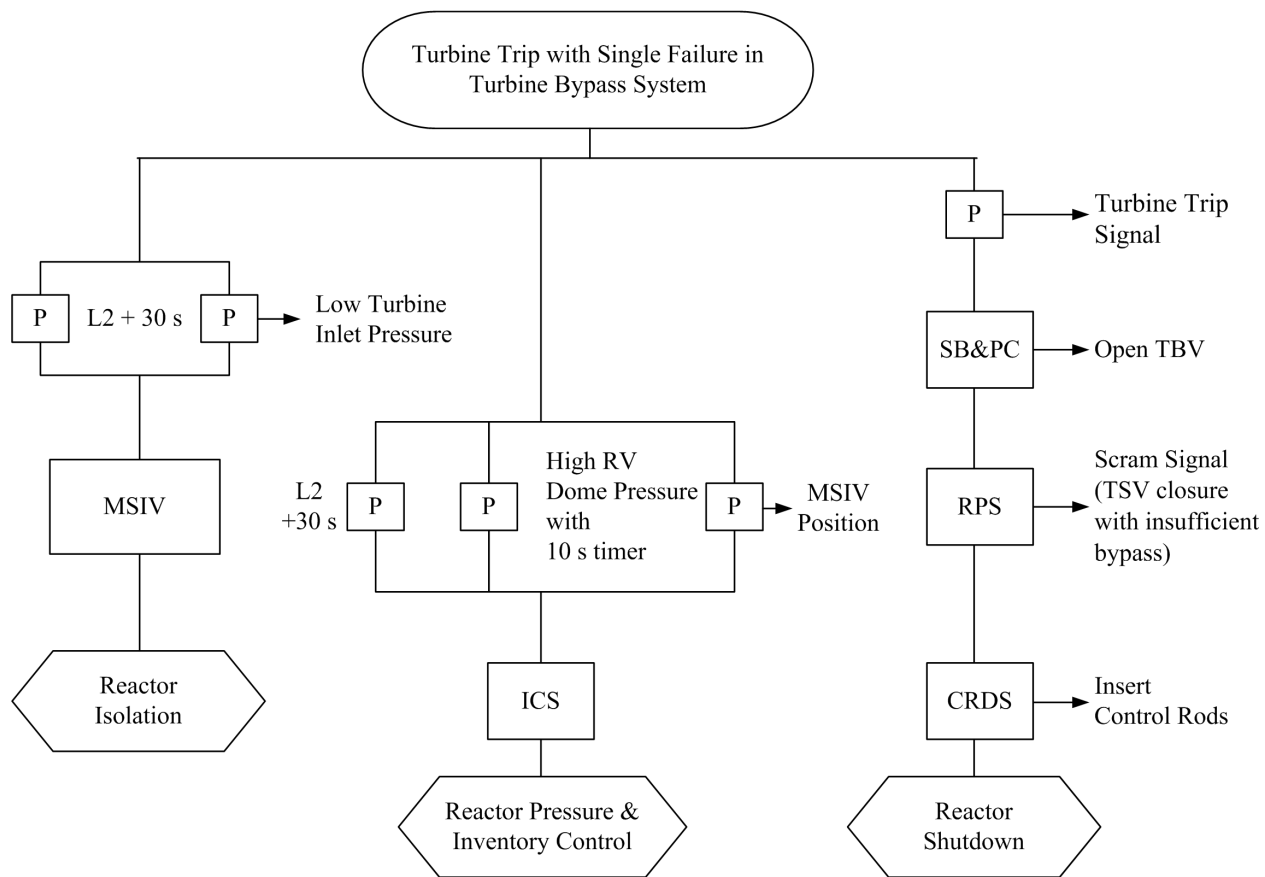 Turbine Trip with Single Failure in
Turbine Bypass System
P
Turbine Trip
Signal
P
L2 + 30 s
P
Low Turbine
Inlet Pressure
SB&PC
Open TBV
MSIV
L2
+30 s
P
P
High RV
Dome Pressure
with
10 s timer
P
MSIV
Position
RPS
Scram Signal
(TSV closure
with insufficient
bypass)
Reactor
Isolation
ICS
CRDS
Insert
Control Rods
Reactor Pressure &
Inventory Control
Reactor
Shutdown